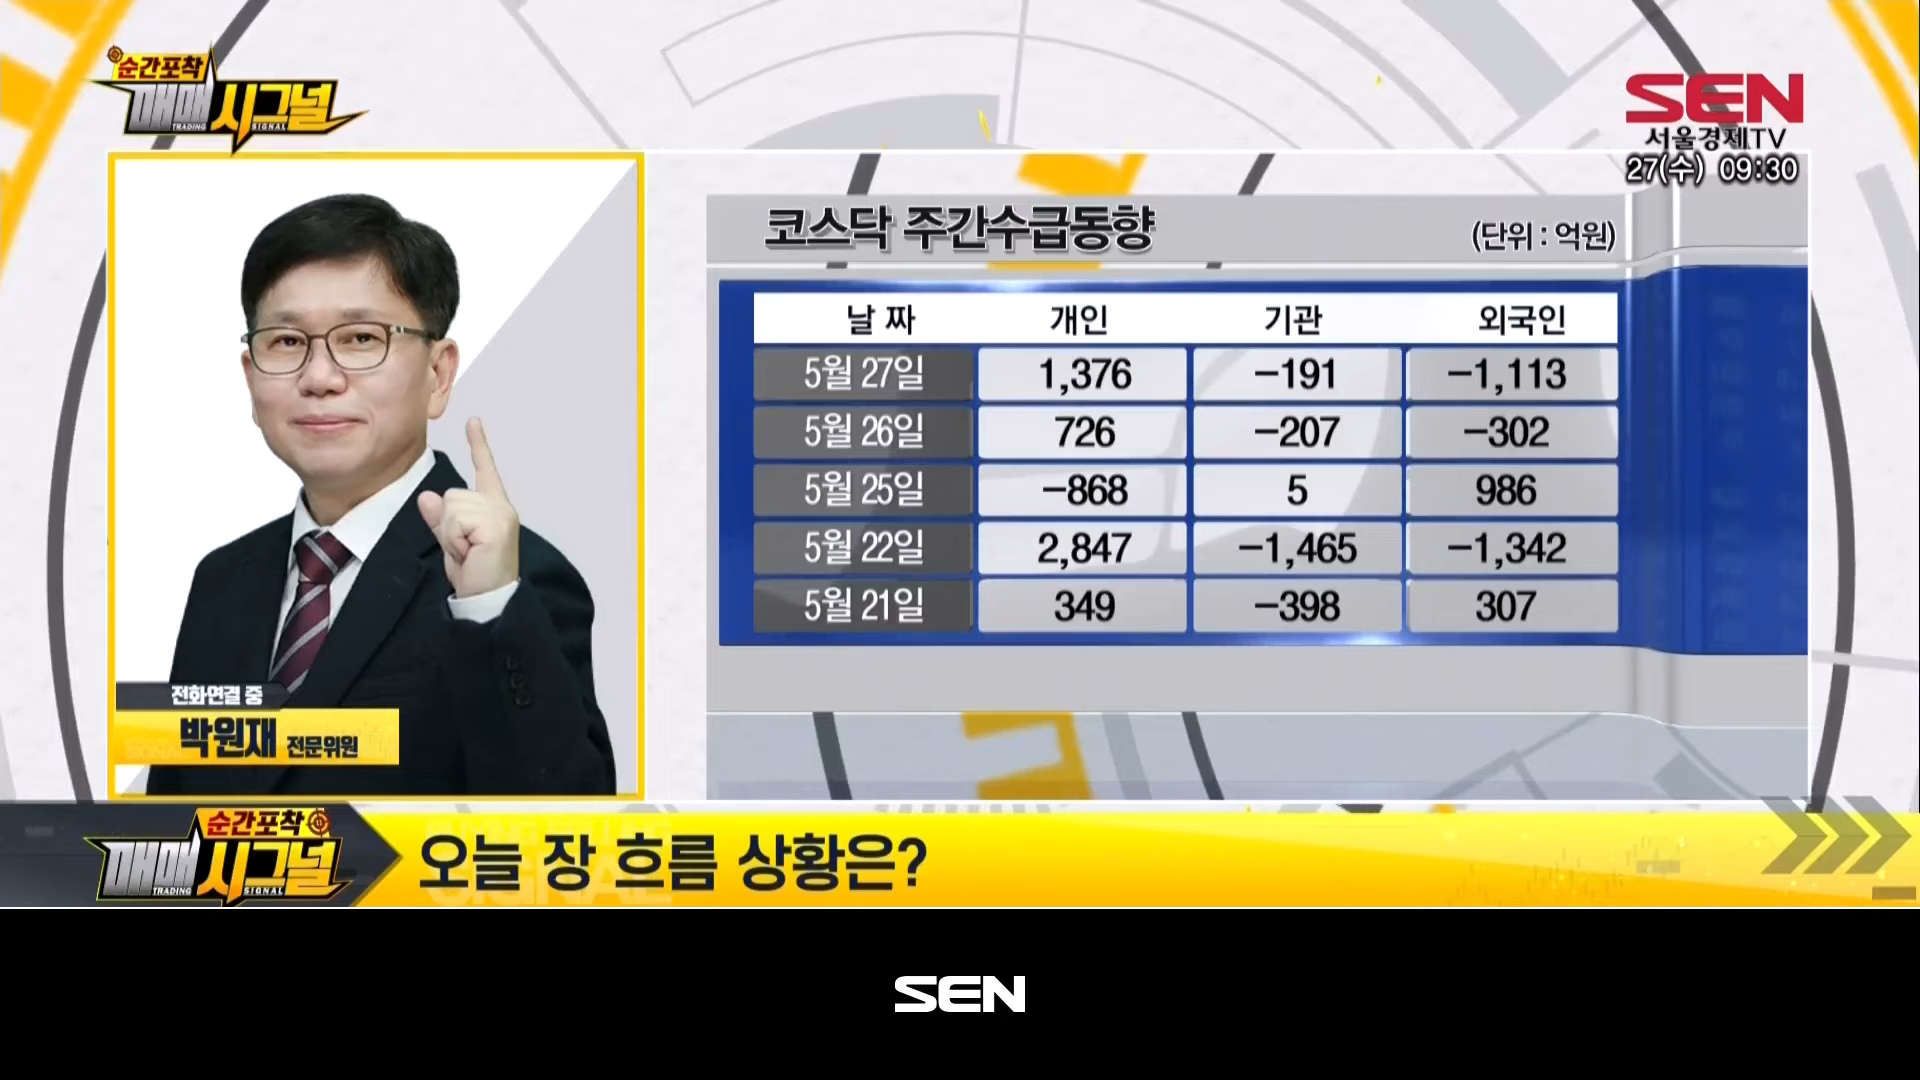 순간포착
매매 시그널
TRADING SIGNAL
SEN
서울경제TV
27(수) 09:30
코스닥 주간수급동향
(단위 : 억원)
날 짜 개인 기관 외국인
5월 27일 1,376 -191 -1,113
5월 26일 726 -207 -302
5월 25일 -868 5 986
5월 22일 2,847 -1,465 -1,342
5월 21일 349 -398 307
전화연결 중
박원재 전문위원
순간포착
매매 시그널
TRADING SIGNAL
오늘 장 흐름 상황은?
SEN